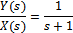 Y(s)/X(s) = 1/(s + 1)